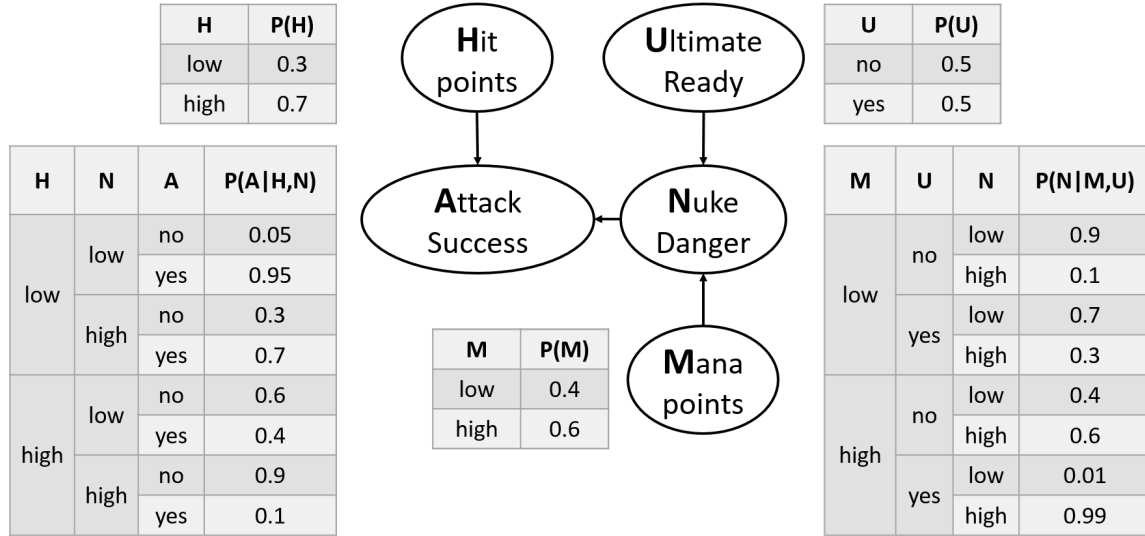 H P(H)
low 0.3
high 0.7
Hit
points
Ultimate
Ready
U P(U)
no 0.5
yes 0.5
H N A P(A|H,N)
low low no 0.05
yes 0.95
high no 0.3
yes 0.7
high low no 0.6
yes 0.4
high no 0.9
yes 0.1
Attack
Success
Nuke
Danger
M P(M)
low 0.4
high 0.6
Mana
points
M U N P(N|M,U)
low no low 0.9
high 0.1
yes low 0.7
high 0.3
high no low 0.4
high 0.6
yes low 0.01
high 0.99